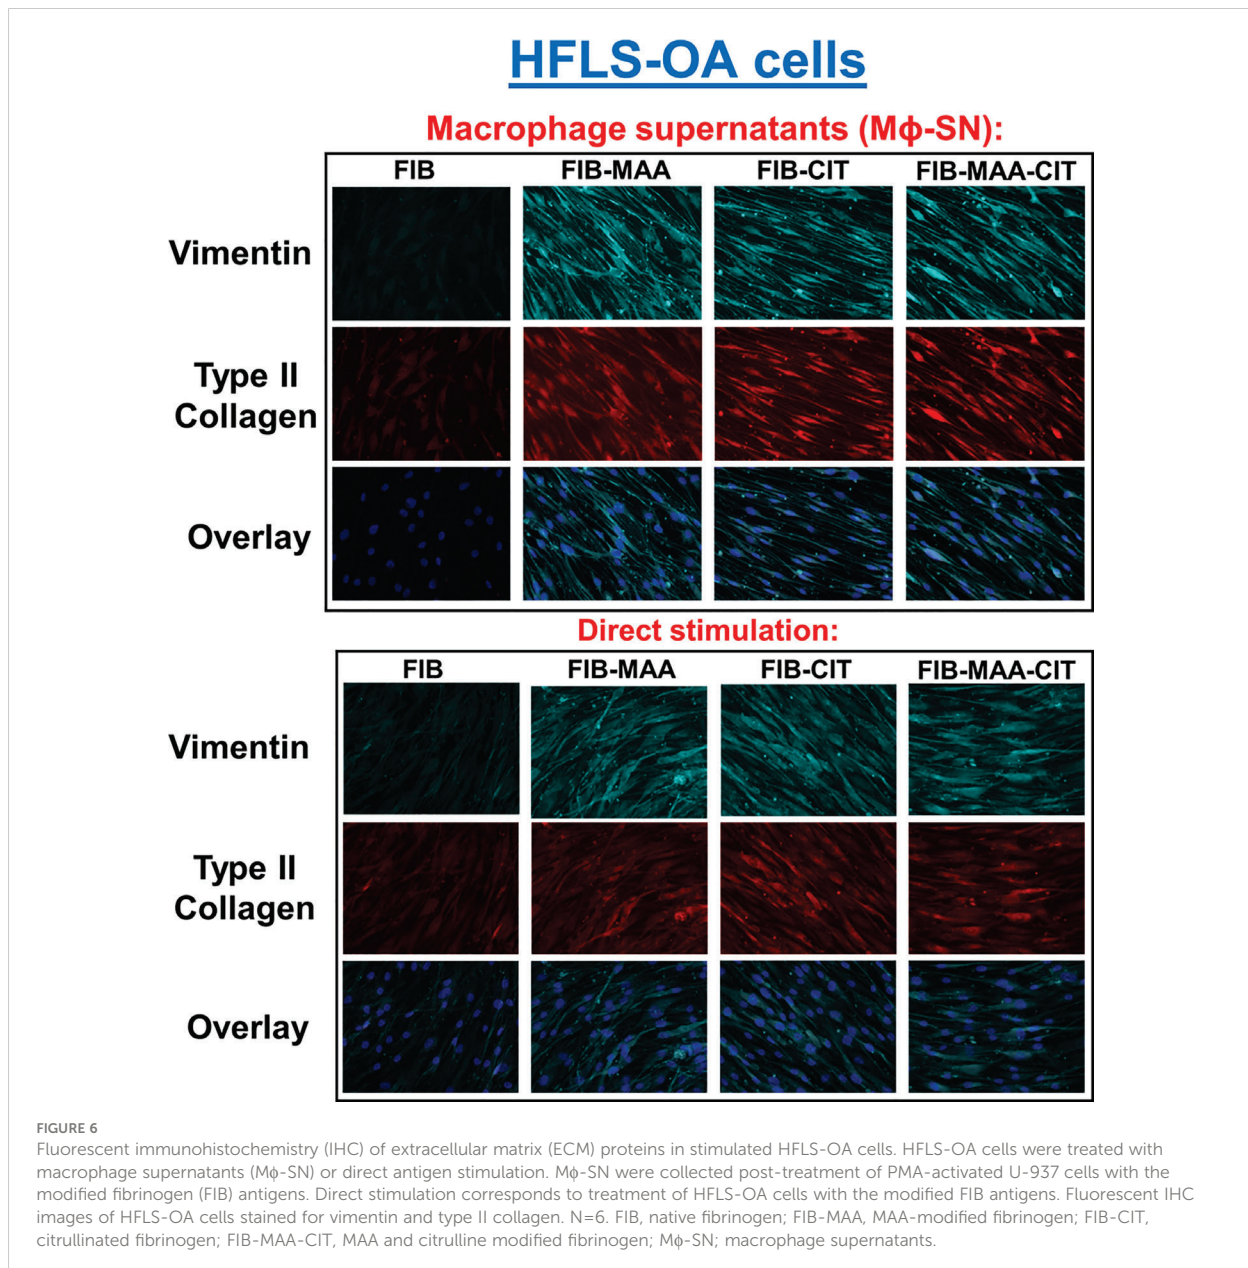 HFLS-OA cells
Macrophage supernatants (Mϕ-SN):
FIB FIB-MAA FIB-CIT FIB-MAA-CIT
Vimentin
Type II
Collagen
Overlay
Direct stimulation:
FIB FIB-MAA FIB-CIT FIB-MAA-CIT
Vimentin
Type II
Collagen
Overlay
FIGURE 6
Fluorescent immunohistochemistry (IHC) of extracellular matrix (ECM) proteins in stimulated HFLS-OA cells. HFLS-OA cells were treated with
macrophage supernatants (Mϕ-SN) or direct antigen stimulation. Mϕ-SN were collected post-treatment of PMA-activated U-937 cells with the
modified fibrinogen (FIB) antigens. Direct stimulation corresponds to treatment of HFLS-OA cells with the modified FIB antigens. Fluorescent IHC
images of HFLS-OA cells stained for vimentin and type II collagen. N=6. FIB, native fibrinogen; FIB-MAA, MAA-modified fibrinogen; FIB-CIT,
citrullinated fibrinogen; FIB-MAA-CIT, MAA and citrulline modified fibrinogen; Mϕ-SN; macrophage supernatants.